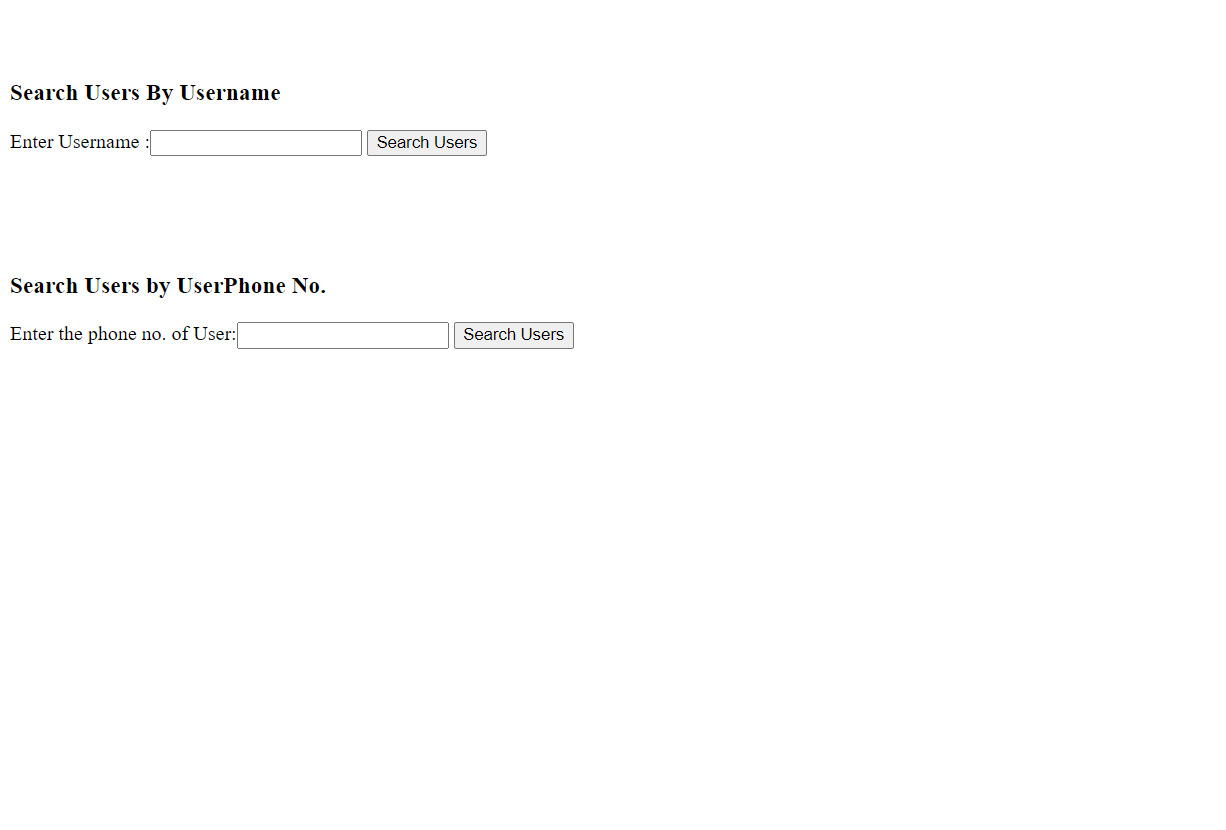 Search Users By Username
Enter Username : Search Users
Search Users by UserPhone No.
Enter the phone no. of User: Search Users